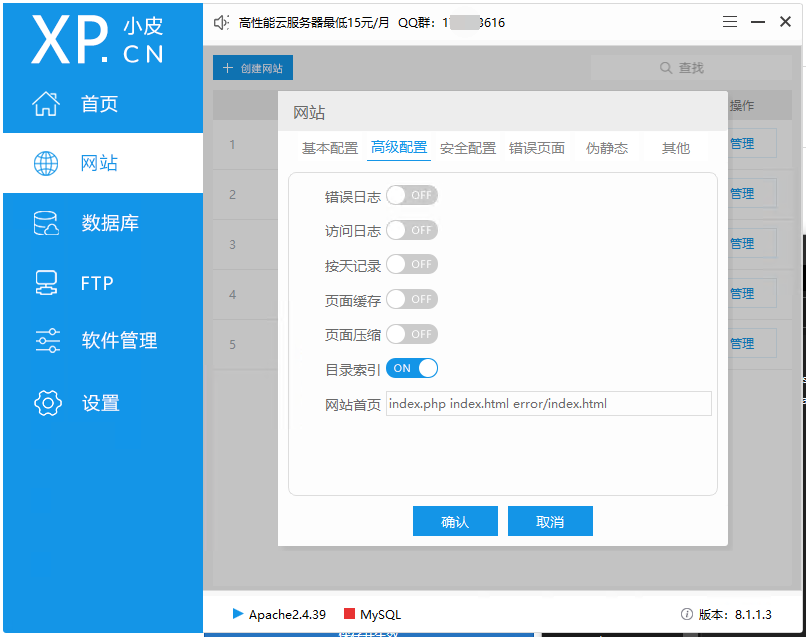 XP.CN 小皮
高性能云服务器最低15元/月 QQ群：1 3616
首页
网站
数据库
FTP
软件管理
设置
创建网站
查找
操作
1 管理
2 管理
3 管理
4 管理
5 管理
网站
基本配置 高级配置 安全配置 错误页面 伪静态 其他
错误日志 OFF
访问日志 OFF
按天记录 OFF
页面缓存 OFF
页面压缩 OFF
目录索引 ON
网站首页 index.php index.html error/index.html
确认 取消
Apache2.4.39 MySQL 版本：8.1.1.3